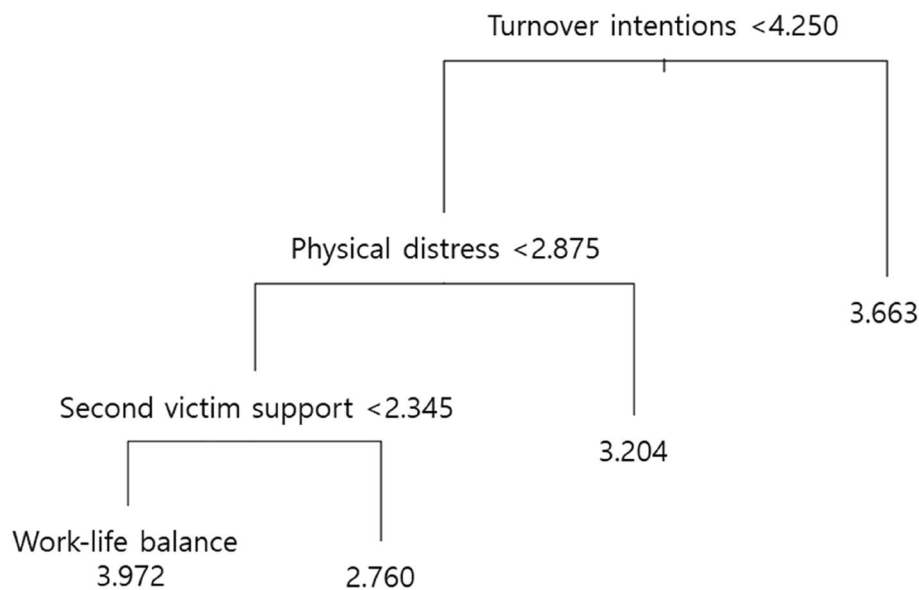 Turnover intentions <4.250
Physical distress <2.875
3.663
Second victim support <2.345
3.204
Work-life balance
3.972
2.760